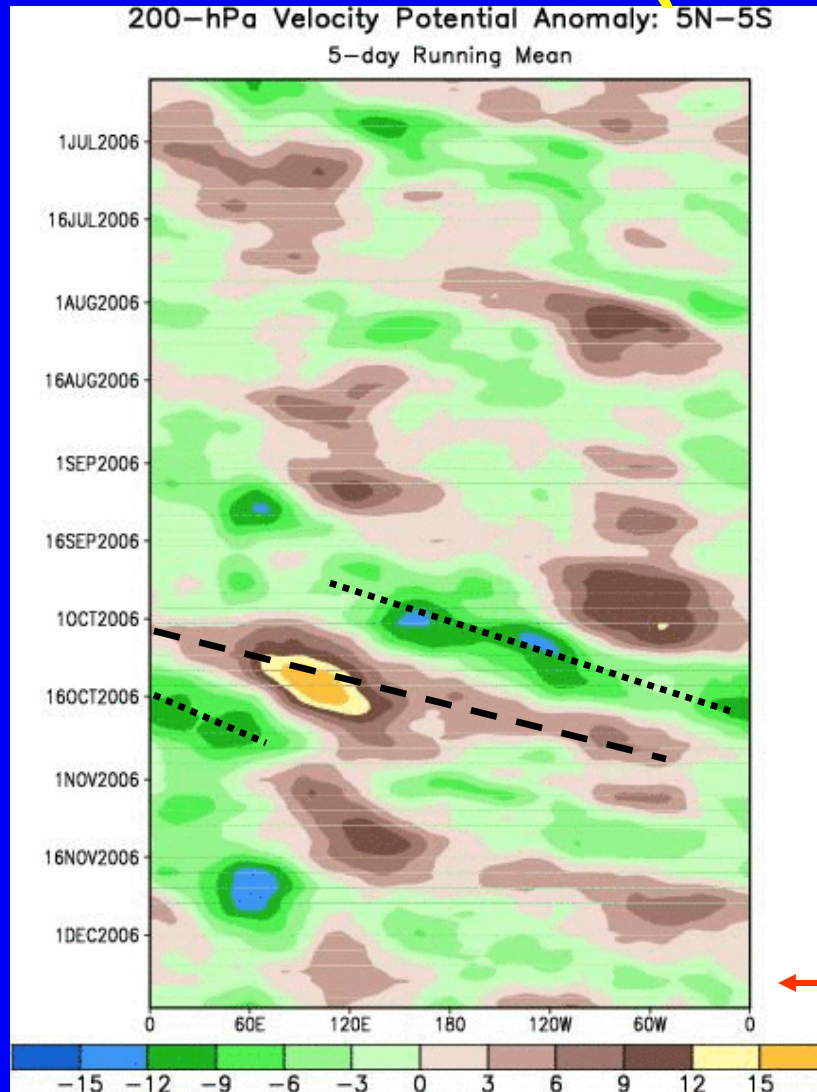 200-hPa Velocity Potential Anomaly: 5N-5S
5-day Running Mean
1JUL2006
16JUL2006
1AUG2006
16AUG2006
1SEP2006
16SEP2006
1OCT2006
16OCT2006
1NOV2006
16NOV2006
1DEC2006
0 60E 120E 180 120W 60W 0
-15 -12 -9 -6 -3 0 3 6 9 12 15